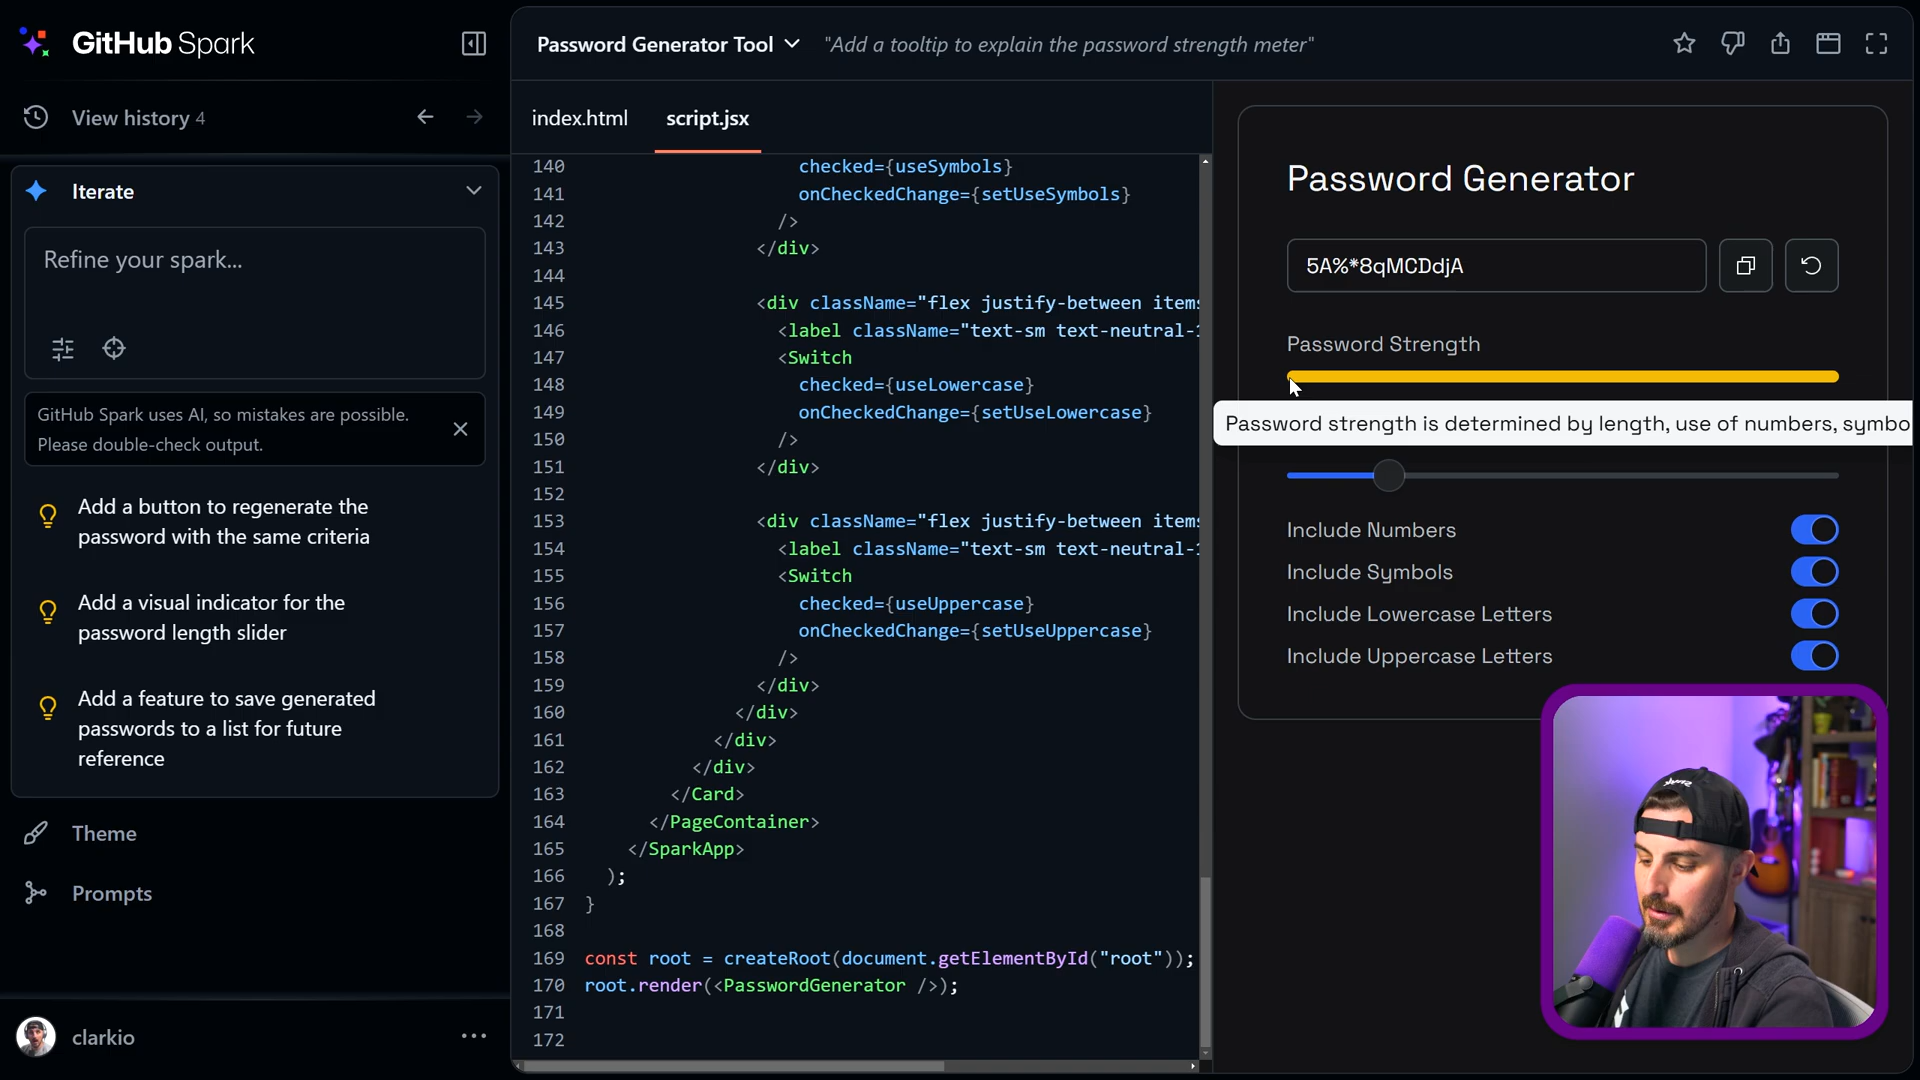 GitHub Spark
View history 4
Iterate
Refine your spark...
GitHub Spark uses AI, so mistakes are possible.
Please double-check output.
Add a button to regenerate the
password with the same criteria
Add a visual indicator for the
password length slider
Add a feature to save generated
passwords to a list for future
reference
Theme
Prompts
clarkio
Password Generator Tool
"Add a tooltip to explain the password strength meter"
index.html
script.jsx
140 checked={useSymbols}
141 onCheckedChange={setUseSymbols}
142 />
143 </div>
144
145 <div className="flex justify-between items
146 <label className="text-sm text-neutral-1
147 <Switch
148 checked={useLowercase}
149 onCheckedChange={setUseLowercase}
150 />
151 </div>
152
153 <div className="flex justify-between items
154 <label className="text-sm text-neutral-1
155 <Switch
156 checked={useUppercase}
157 onCheckedChange={setUseUppercase}
158 />
159 </div>
160 </div>
161 </div>
162 </div>
163 </Card>
164 </PageContainer>
165 </SparkApp>
166 );
167 }
168
169 const root = createRoot(document.getElementById("root"));
170 root.render(<PasswordGenerator />);
171
172
Password Generator
5A%*8qMCDdjA
Password Strength
Password strength is determined by length, use of numbers, symbo
Include Numbers
Include Symbols
Include Lowercase Letters
Include Uppercase Letters